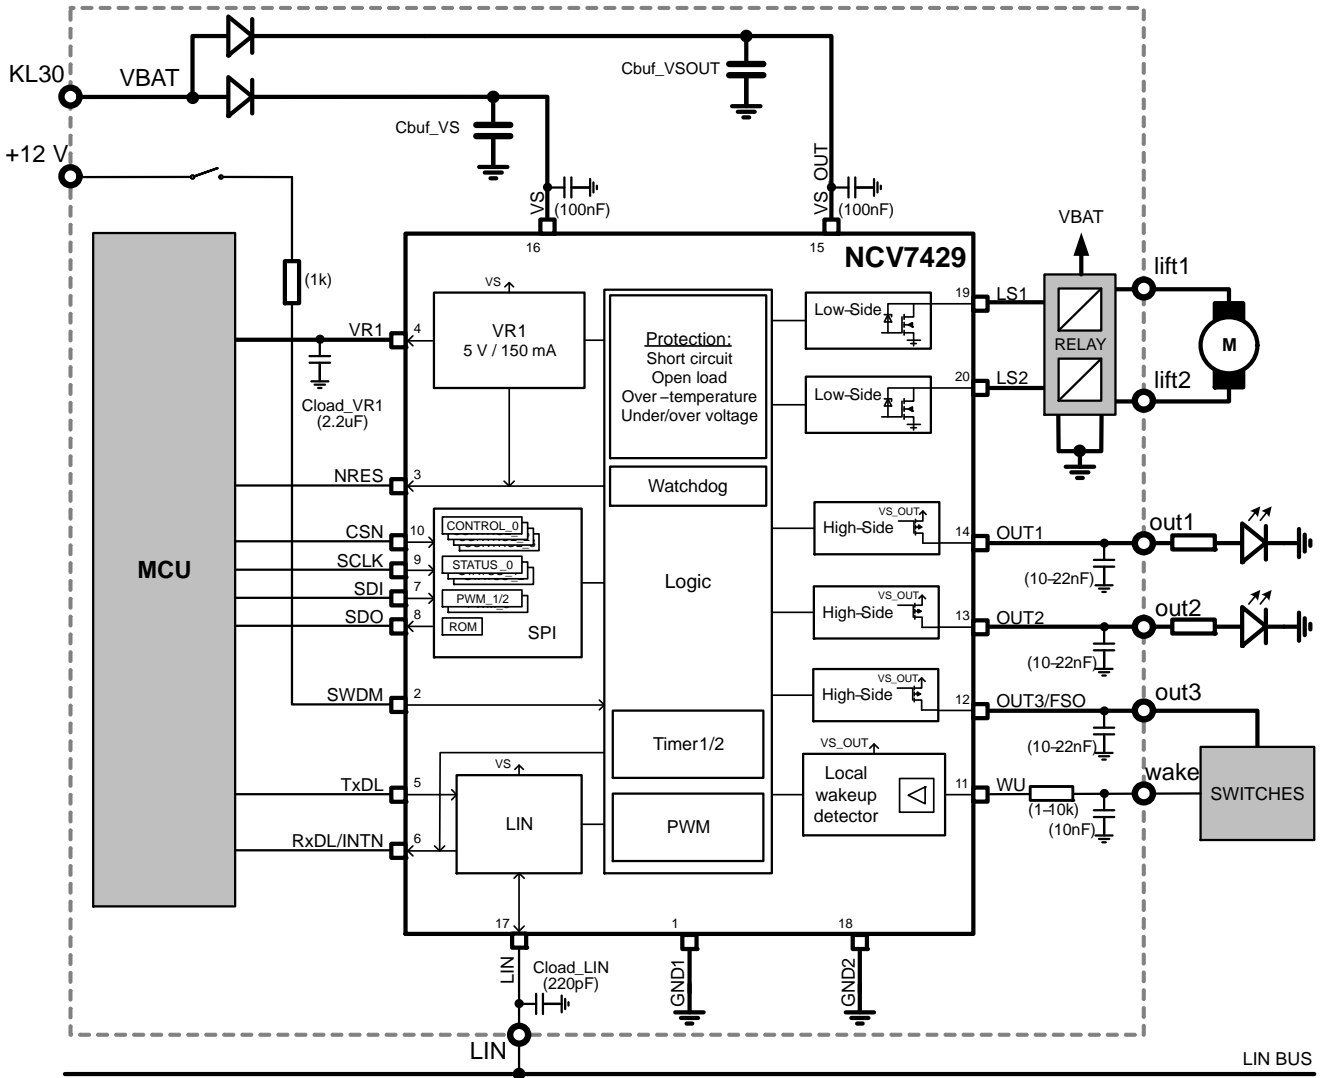 KL30
VBAT
Cbuf_VSOUT
Cbuf_VS
+12 V
VS
(100nF)
VS_OUT
(100nF)
16
15
NCV7429
VBAT
(1k)
VR1
4
VS
VR1
5 V / 150 mA
Cload_VR1
(2.2uF)
Protection:
Short circuit
Open load
Over-temperature
Under/over voltage
Low-Side
19
LS1
Low-Side
20
LS2
RELAY
lift1
lift2
M
NRES
3
Watchdog
MCU
CSN
10
SCLK
9
SDI
7
SDO
8
CONTROL_0
STATUS_0
PWM_1/2
ROM
SPI
Logic
High-Side
VS_OUT
14
OUT1
(10-22nF)
out1
High-Side
VS_OUT
13
OUT2
(10-22nF)
out2
High-Side
VS_OUT
12
OUT3/FSO
(10-22nF)
out3
SWDM
2
Timer1/2
VS_OUT
Local
wakeup
detector
11
WU
(1-10k)
(10nF)
wake
SWITCHES
TxDL
5
VS
LIN
PWM
RxDL/INTN
6
17
1
18
LIN
Cload_LIN
(220pF)
GND1
GND2
LIN
LIN BUS